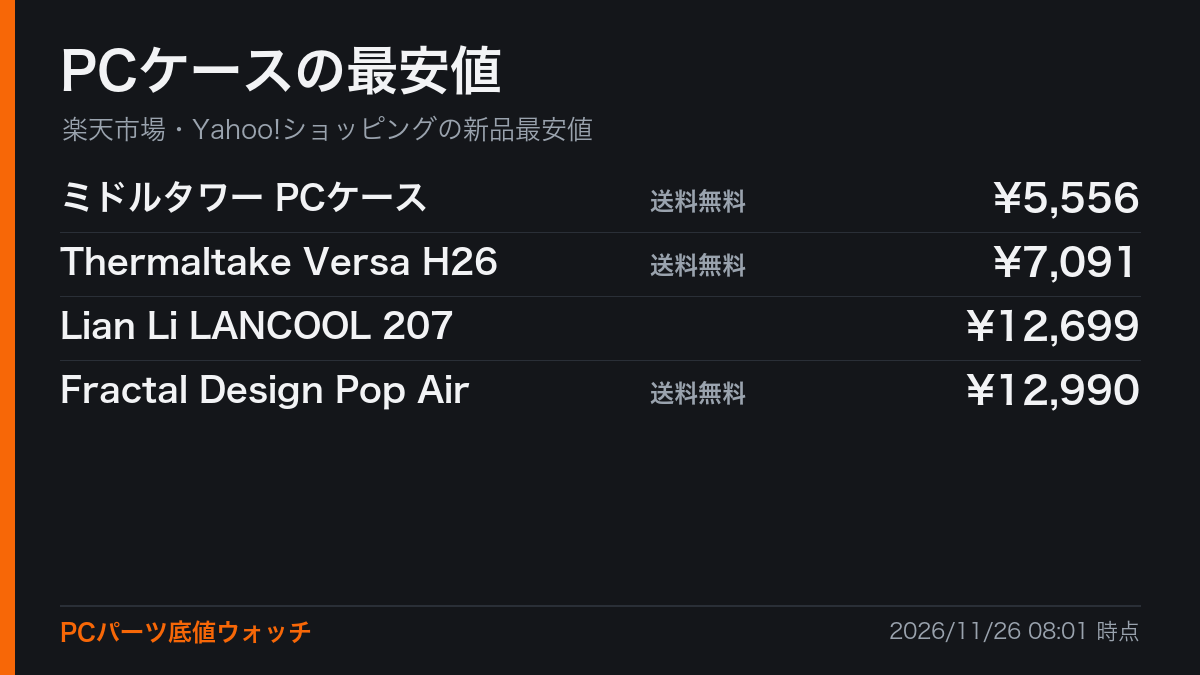 PCケースの最安値
楽天市場・Yahoo!ショッピングの新品最安値
ミドルタワー PCケース 送料無料 ¥5,556
Thermaltake Versa H26 送料無料 ¥7,091
Lian Li LANCOOL 207 ¥12,699
Fractal Design Pop Air 送料無料 ¥12,990
PCパーツ底値ウォッチ 2026/11/26 08:01 時点